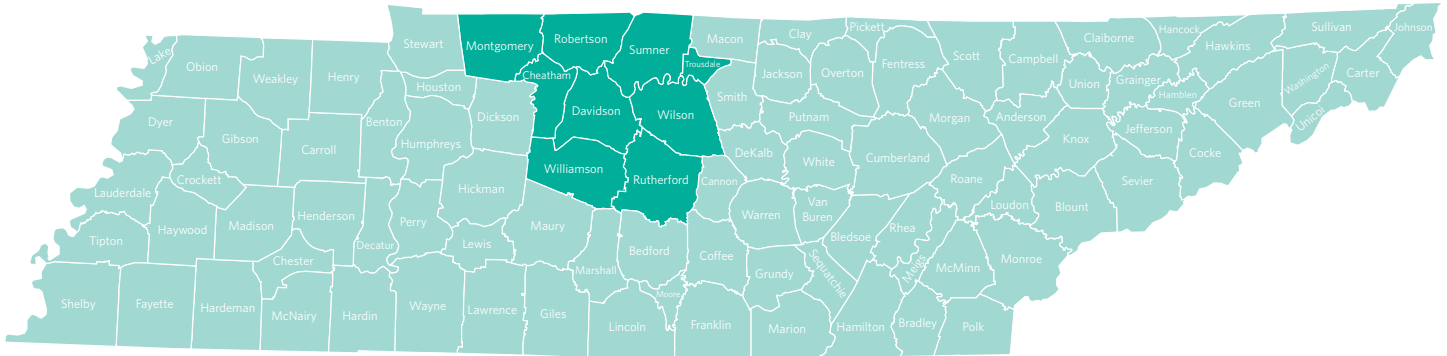 Lake
Obion
Weakley
Henry
Stewart
Montgomery
Robertson
Sumner
Macon
Clay
Pickett
Fentress
Scott
Campbell
Claiborne
Hancock
Hawkins
Sullivan
Johnson
Houston
Cheatham
Trousdale
Jackson
Overton
Union
Grainger
Hamblen
Washington
Carter
Dyer
Gibson
Carroll
Benton
Humphreys
Dickson
Davidson
Wilson
Smith
Putnam
Morgan
Anderson
Knox
Jefferson
Green
Unicoi
Lauderdale
Crockett
Hickman
Williamson
Rutherford
Cannon
DeKalb
White
Cumberland
Roane
Loudon
Blount
Sevier
Cocke
Tipton
Haywood
Madison
Henderson
Decatur
Perry
Lewis
Maury
Marshall
Bedford
Coffee
Warren
Van
Buren
Bledsoe
Rhea
Meigs
McMinn
Monroe
Shelby
Fayette
Hardeman
Chester
McNairy
Hardin
Wayne
Lawrence
Giles
Lincoln
Moore
Franklin
Grundy
Sequatchie
Marion
Hamilton
Bradley
Polk